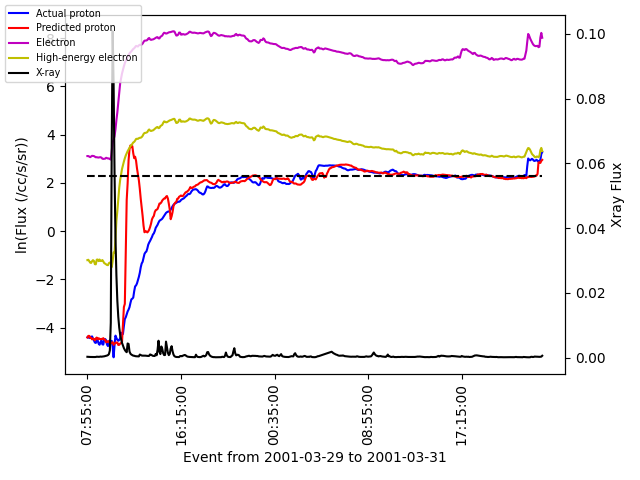 Actual proton
Predicted proton
Electron
High-energy electron
X-ray
6
4
2
0
−2
−4
ln(Flux (/cc/s/sr))
0.10
0.08
0.06
0.04
0.02
0.00
Xray Flux
07:55:00
16:15:00
00:35:00
08:55:00
17:15:00
Event from 2001-03-29 to 2001-03-31